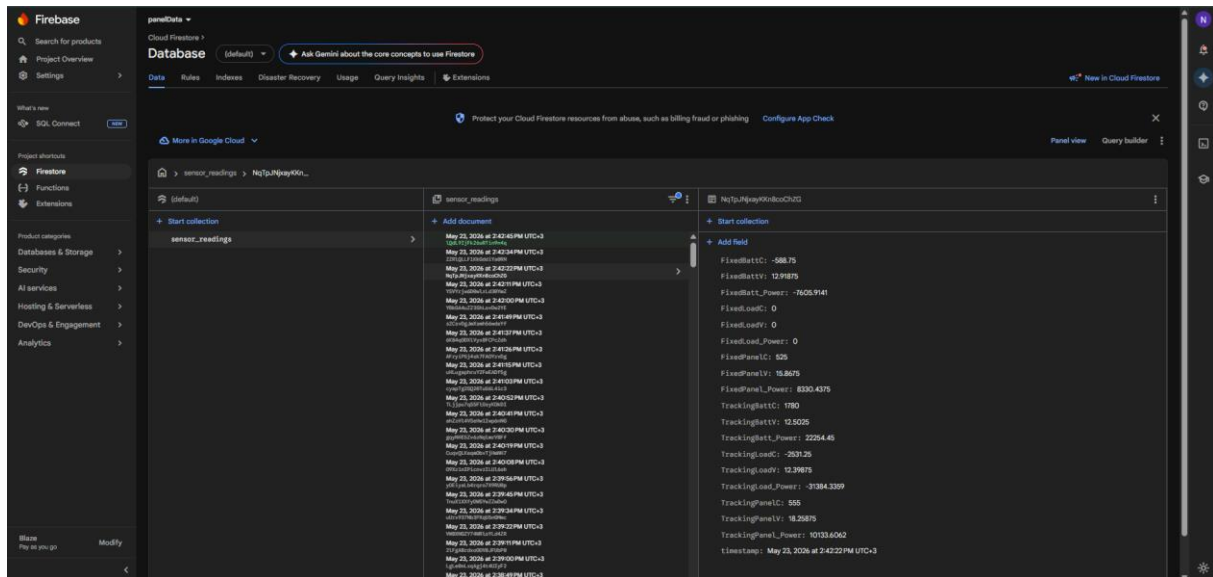 Firebase
panelData
Search for products
Project Overview
Settings
What's new
SQL Connect
NEW
Project shortcuts
Firestore
Functions
Extensions
Product categories
Databases & Storage
Security
AI services
Hosting & Serverless
DevOps & Engagement
Analytics
Blaze
Pay as you go
Modify
Cloud Firestore >
Database
(default)
Ask Gemini about the core concepts to use Firestore
Data Rules Indexes Disaster Recovery Usage Query Insights Extensions
New in Cloud Firestore
Protect your Cloud Firestore resources from abuse, such as billing fraud or phishing Configure App Check
More in Google Cloud
Panel view Query builder
sensor_readings
(default)
+ Start collection
sensor_readings
sensor_readings
+ Add document
May 23, 2026 at 2:42:45 PM UTC+3
May 23, 2026 at 2:42:34 PM UTC+3
May 23, 2026 at 2:42:22 PM UTC+3
May 23, 2026 at 2:42:11 PM UTC+3
May 23, 2026 at 2:42:00 PM UTC+3
May 23, 2026 at 2:41:49 PM UTC+3
May 23, 2026 at 2:41:37 PM UTC+3
May 23, 2026 at 2:41:26 PM UTC+3
May 23, 2026 at 2:41:15 PM UTC+3
May 23, 2026 at 2:41:03 PM UTC+3
May 23, 2026 at 2:40:52 PM UTC+3
May 23, 2026 at 2:40:41 PM UTC+3
May 23, 2026 at 2:40:30 PM UTC+3
May 23, 2026 at 2:40:19 PM UTC+3
May 23, 2026 at 2:40:08 PM UTC+3
May 23, 2026 at 2:39:56 PM UTC+3
May 23, 2026 at 2:39:45 PM UTC+3
May 23, 2026 at 2:39:34 PM UTC+3
May 23, 2026 at 2:39:22 PM UTC+3
May 23, 2026 at 2:39:11 PM UTC+3
May 23, 2026 at 2:39:00 PM UTC+3
May 23, 2026 at 2:38:49 PM UTC+3
+ Start collection
+ Add field
FixedBattC: -588.75
FixedBattV: 12.91875
FixedBatt_Power: -7605.9141
FixedLoadC: 0
FixedLoadV: 0
FixedLoad_Power: 0
FixedPanelC: 525
FixedPanelV: 15.8675
FixedPanel_Power: 8330.4375
TrackingBattC: 1780
TrackingBattV: 12.5025
TrackingBatt_Power: 22254.45
TrackingLoadC: -2531.25
TrackingLoadV: 12.39875
TrackingLoad_Power: -31384.3359
TrackingPanelC: 555
TrackingPanelV: 18.25875
TrackingPanel_Power: 10133.6062
timestamp: May 23, 2026 at 2:42:22 PM UTC+3
N